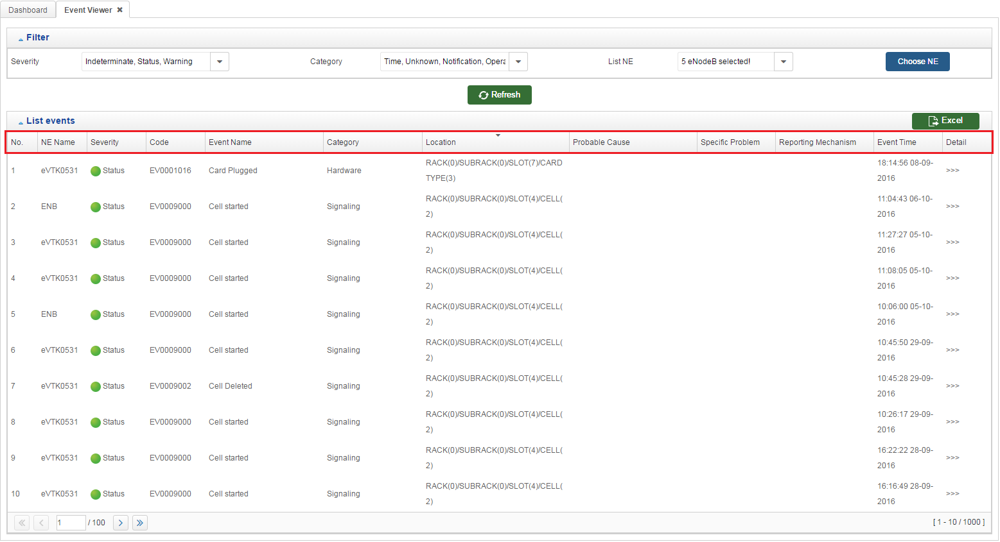 Dashboard Event Viewer ✖
Filter
Severity Indeterminate, Status, Warning Category Time, Unknown, Notification, Opera List NE 5 eNodeB selected! Choose NE
Refresh
List events Excel
No. NE Name Severity Code Event Name Category Location Probable Cause Specific Problem Reporting Mechanism Event Time Detail
1 eVTK0531 Status EV0001016 Card Plugged Hardware RACK(0)/SUBRACK(0)/SLOT(7)/CARD 18:14:56 08-09- >>>
TYPE(3) 2016
2 ENB Status EV0009000 Cell started Signaling RACK(0)/SUBRACK(0)/SLOT(4)/CELL( 11:04:43 06-10- >>>
2) 2016
3 eVTK0531 Status EV0009000 Cell started Signaling RACK(0)/SUBRACK(0)/SLOT(4)/CELL( 11:27:27 05-10- >>>
2) 2016
4 eVTK0531 Status EV0009000 Cell started Signaling RACK(0)/SUBRACK(0)/SLOT(4)/CELL( 11:08:05 05-10- >>>
2) 2016
5 ENB Status EV0009000 Cell started Signaling RACK(0)/SUBRACK(0)/SLOT(4)/CELL( 10:06:00 05-10- >>>
2) 2016
6 eVTK0531 Status EV0009000 Cell started Signaling RACK(0)/SUBRACK(0)/SLOT(4)/CELL( 10:45:50 29-09- >>>
2) 2016
7 eVTK0531 Status EV0009002 Cell Deleted Signaling RACK(0)/SUBRACK(0)/SLOT(4)/CELL( 10:45:28 29-09- >>>
2) 2016
8 eVTK0531 Status EV0009000 Cell started Signaling RACK(0)/SUBRACK(0)/SLOT(4)/CELL( 10:26:17 29-09- >>>
2) 2016
9 eVTK0531 Status EV0009000 Cell started Signaling RACK(0)/SUBRACK(0)/SLOT(4)/CELL( 16:22:22 28-09- >>>
2) 2016
10 eVTK0531 Status EV0009000 Cell started Signaling RACK(0)/SUBRACK(0)/SLOT(4)/CELL( 16:16:49 28-09- >>>
2) 2016
1 / 100 [ 1 - 10 / 1000 ]